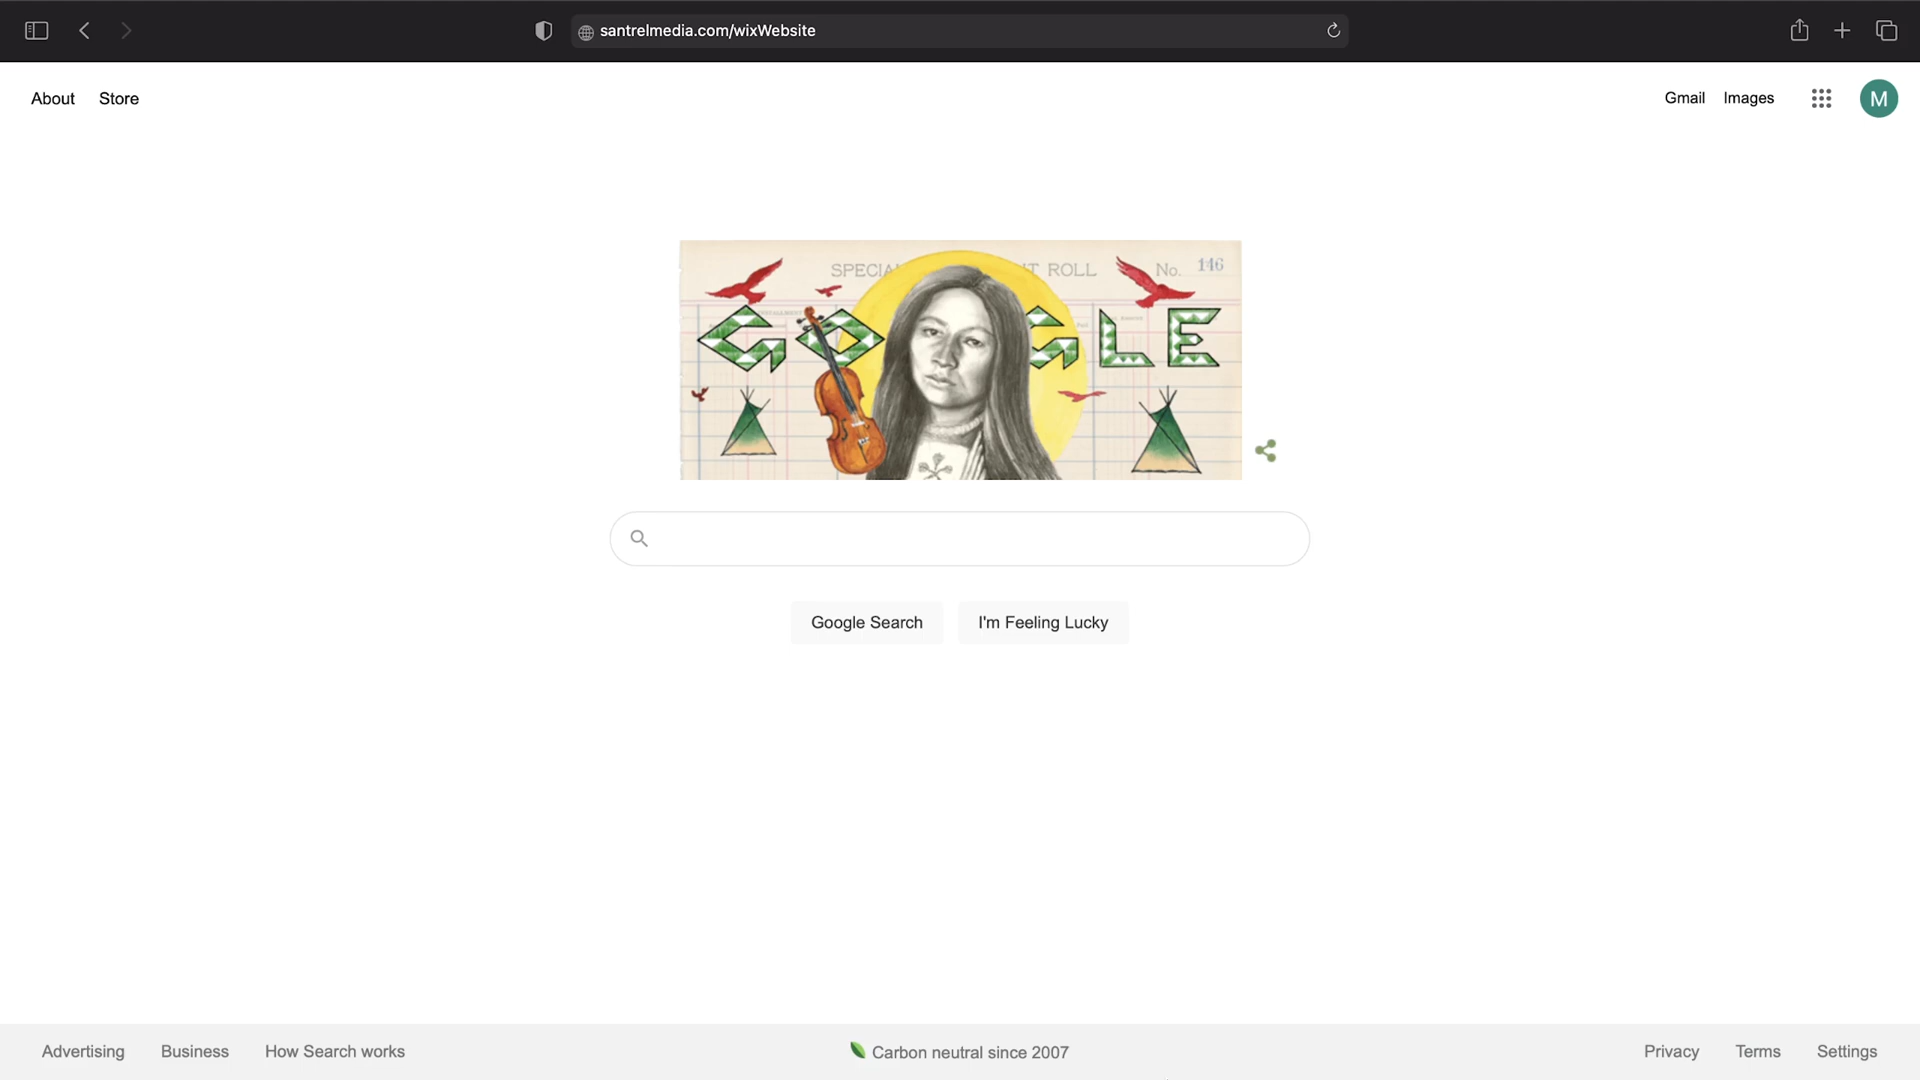 santrelmedia.com/wixWebsite
About Store
Gmail Images
M
No. 146
ROLL
GOOGLE
Google Search
I'm Feeling Lucky
Advertising Business How Search works
Carbon neutral since 2007
Privacy Terms Settings